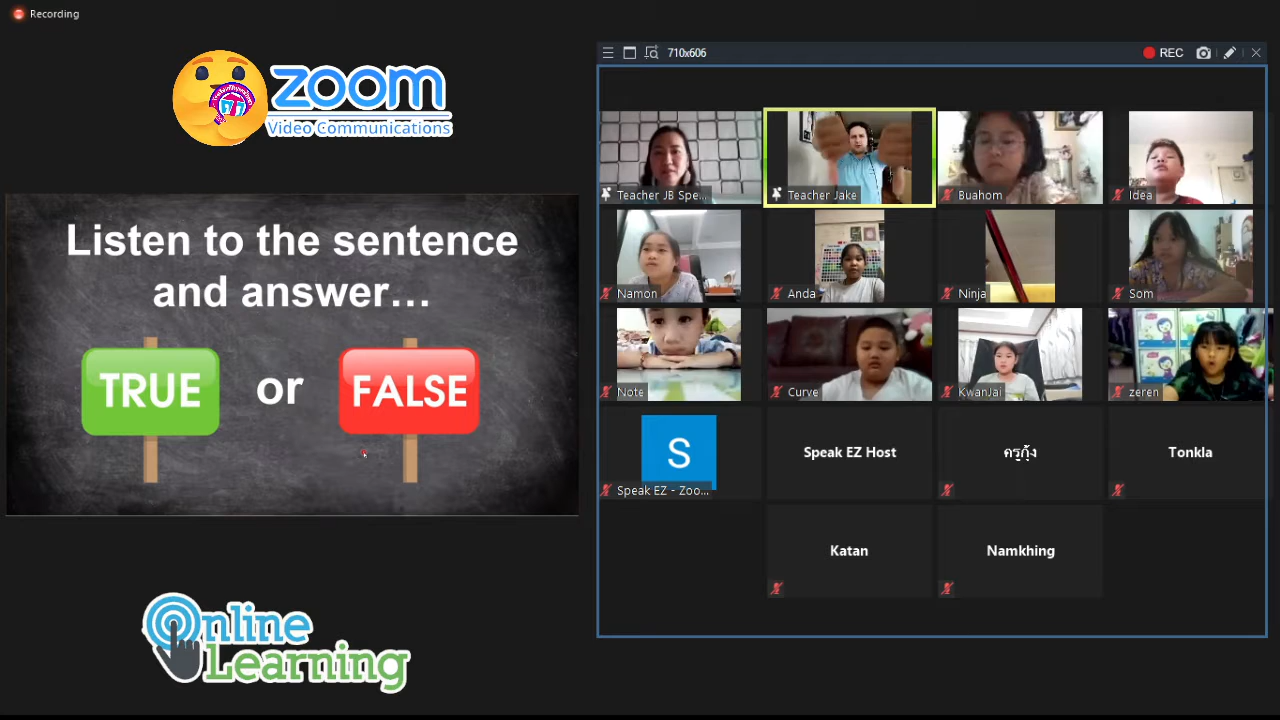 Recording
zoom
Video Communications
Listen to the sentence
and answer...
TRUE or FALSE
Online
Learning
710x606
REC
Teacher JB Spe...
Teacher Jake
Buahom
Idea
Namon
Anda
Ninja
Som
Note
Curve
KwanJai
zeren
S
Speak EZ - Zoo...
Speak EZ Host
ครูกุ้ง
Tonkla
Katan
Namkhing